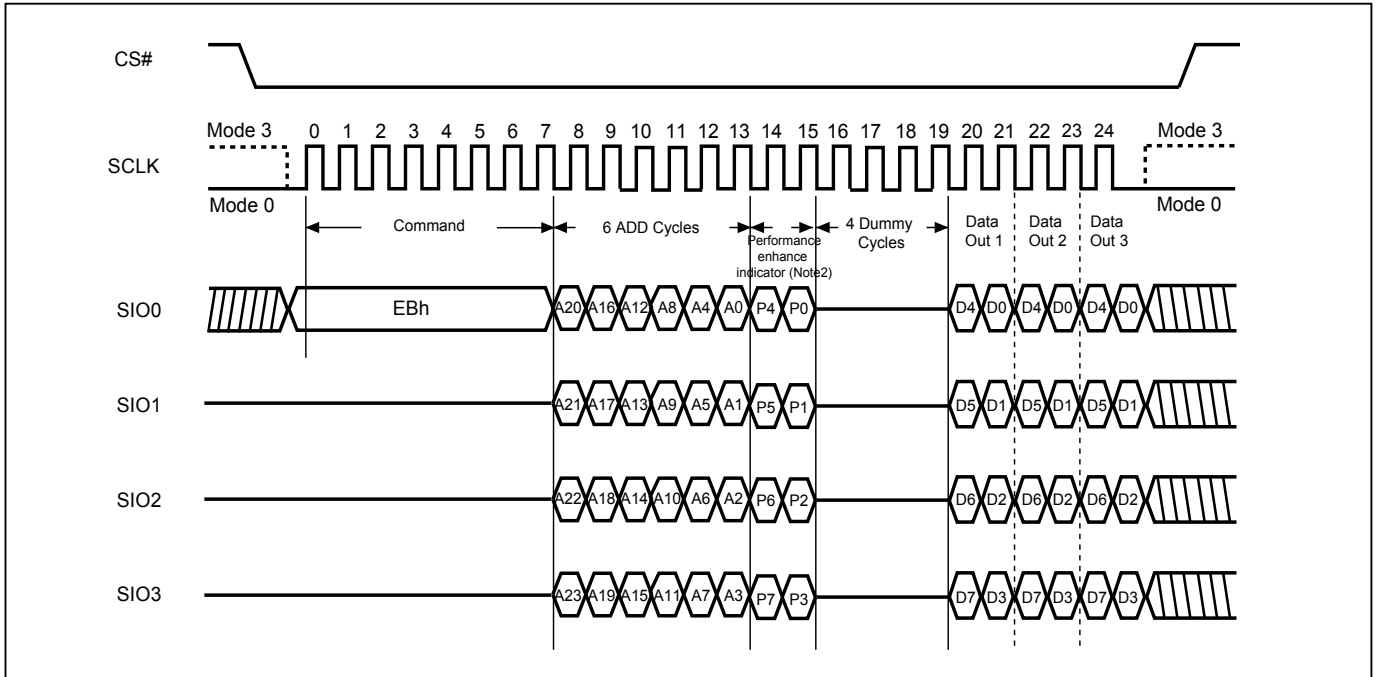 CS#
Mode 3 0 1 2 3 4 5 6 7 8 9 10 11 12 13 14 15 16 17 18 19 20 21 22 23 24 Mode 3
SCLK
Mode 0 Mode 0
Command 6 ADD Cycles Performance enhance indicator (Note2) 4 Dummy Cycles Data Out 1 Data Out 2 Data Out 3
SIO0 EBh A20 A16 A12 A8 A4 A0 P4 P0 D4 D0 D4 D0 D4 D0
SIO1 A21 A17 A13 A9 A5 A1 P5 P1 D5 D1 D5 D1 D5 D1
SIO2 A22 A18 A14 A10 A6 A2 P6 P2 D6 D2 D6 D2 D6 D2
SIO3 A23 A19 A15 A11 A7 A3 P7 P3 D7 D3 D7 D3 D7 D3